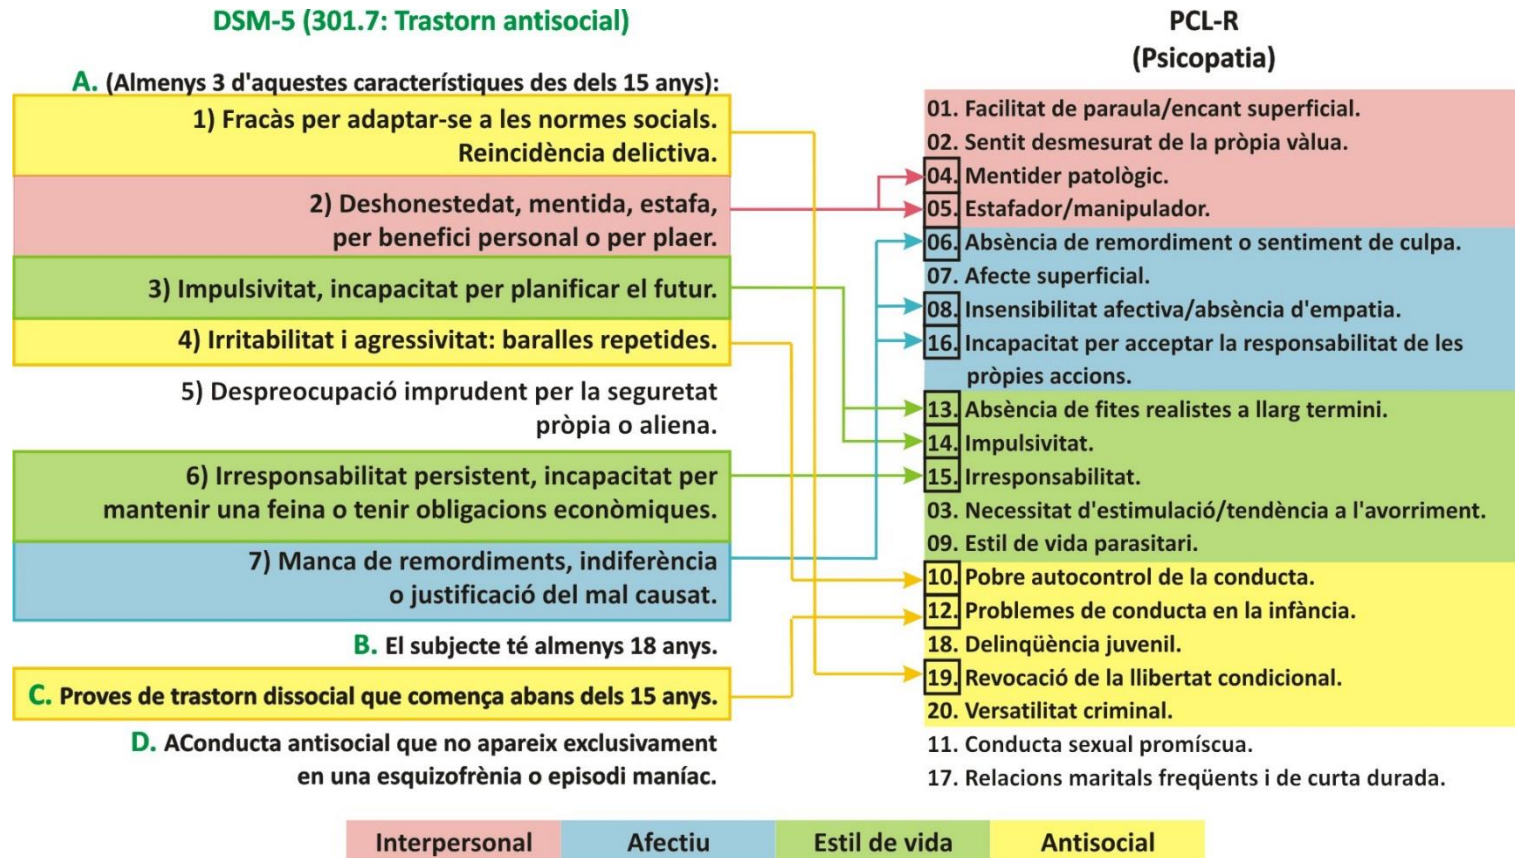 DSM-5 (301.7: Trastorn antisocial)
A. (Almenys 3 d'aquestes característiques des dels 15 anys):
1) Fracàs per adaptar-se a les normes socials.
Reincidència delictiva.
2) Deshonestedat, mentida, estafa,
per benefici personal o per plaer.
3) Impulsivitat, incapacitat per planificar el futur.
4) Irritabilitat i agressivitat: baralles repetides.
5) Despreocupació imprudent per la seguretat
pròpia o aliena.
6) Irresponsabilitat persistent, incapacitat per
mantenir una feina o tenir obligacions econòmiques.
7) Manca de remordiments, indiferència
o justificació del mal causat.
B. El subjecte té almenys 18 anys.
C. Proves de trastorn dissocial que comença abans dels 15 anys.
D. AConducta antisocial que no apareix exclusivament
en una esquizofrènia o episodi maníac.
PCL-R
(Psicopatia)
01. Facilitat de paraula/encant superficial.
02. Sentit desmesurat de la pròpia vàlua.
04. Mentider patològic.
05. Estafador/manipulador.
06. Absència de remordiment o sentiment de culpa.
07. Afecte superficial.
08. Insensibilitat afectiva/absència d'empatia.
16. Incapacitat per acceptar la responsabilitat de les
pròpies accions.
13. Absència de fites realistes a llarg termini.
14. Impulsivitat.
15. Irresponsabilitat.
03. Necessitat d'estimulació/tendència a l'avorriment.
09. Estil de vida parasitari.
10. Pobre autocontrol de la conducta.
12. Problemes de conducta en la infància.
18. Delinqüència juvenil.
19. Revocació de la llibertat condicional.
20. Versatilitat criminal.
11. Conducta sexual promíscua.
17. Relacions maritals freqüents i de curta durada.
Interpersonal Afectiu Estil de vida Antisocial